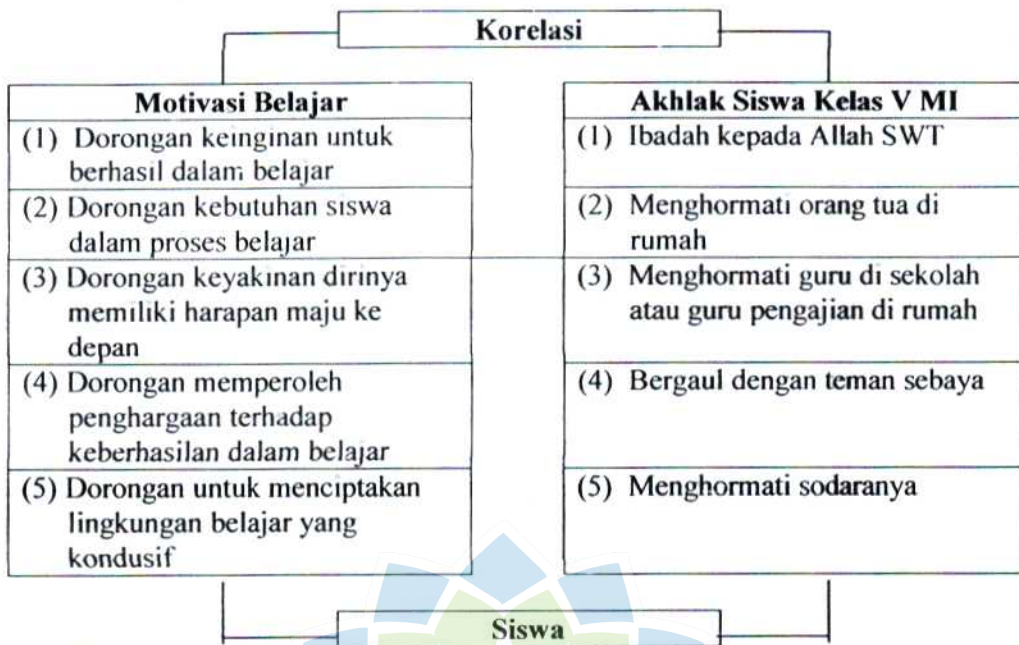 Korelasi
Motivasi Belajar
(1) Dorongan keinginan untuk
berhasil dalam belajar
(2) Dorongan kebutuhan siswa
dalam proses belajar
(3) Dorongan keyakinan dirinya
memiliki harapan maju ke
depan
(4) Dorongan memperoleh
penghargaan terhadap
keberhasilan dalam belajar
(5) Dorongan untuk menciptakan
lingkungan belajar yang
kondusif
Akhlak Siswa Kelas V MI
(1) Ibadah kepada Allah SWT
(2) Menghormati orang tua di
rumah
(3) Menghormati guru di sekolah
atau guru pengajian di rumah
(4) Bergaul dengan teman sebaya
(5) Menghormati sodaranya
Siswa